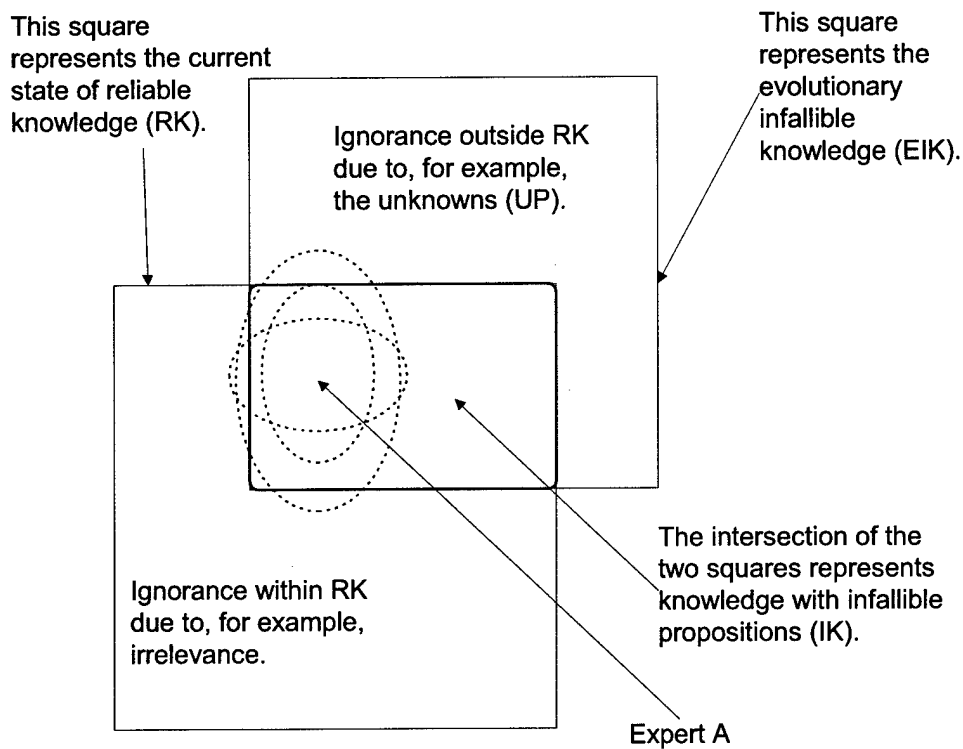 This square
represents the current
state of reliable
knowledge (RK).
This square
represents the
evolutionary
infallible
knowledge (EIK).
Ignorance outside RK
due to, for example,
the unknowns (UP).
Ignorance within RK
due to, for example,
irrelevance.
The intersection of the
two squares represents
knowledge with infallible
propositions (IK).
Expert A